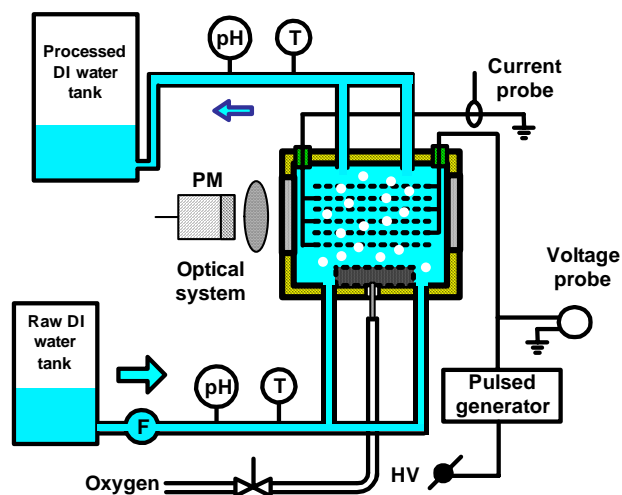 Processed
DI water
tank
pH
T
Current
probe
PM
Optical
system
Voltage
probe
Raw DI
water
tank
pH
T
F
Pulsed
generator
HV
Oxygen